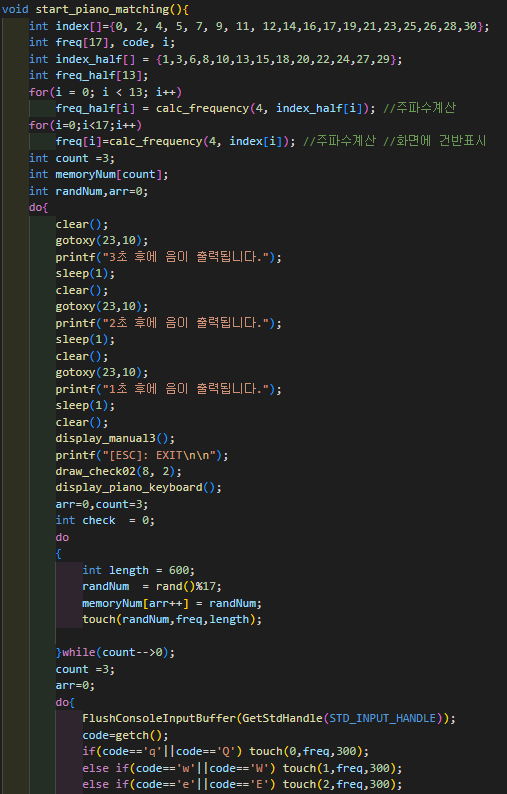 void start_piano_matching(){
    int index[]={0, 2, 4, 5, 7, 9, 11, 12,14,16,17,19,21,23,25,26,28,30};
    int freq[17], code, i;
    int index_half[] = {1,3,6,8,10,13,15,18,20,22,24,27,29};
    int freq_half[13];
    for(i = 0; i < 13; i++)
        freq_half[i] = calc_frequency(4, index_half[i]); //주파수계산
    for(i=0;i<17;i++)
        freq[i]=calc_frequency(4, index[i]); //주파수계산 //화면에 건반표시
    int count =3;
    int memoryNum[count];
    int randNum,arr=0;
    do{
        clear();
        gotoxy(23,10);
        printf("3초 후에 음이 출력됩니다.");
        sleep(1);
        clear();
        gotoxy(23,10);
        printf("2초 후에 음이 출력됩니다.");
        sleep(1);
        clear();
        gotoxy(23,10);
        printf("1초 후에 음이 출력됩니다.");
        sleep(1);
        clear();
        display_manual3();
        printf("[ESC]: EXIT\n\n");
        draw_check02(8, 2);
        display_piano_keyboard();
        arr=0,count=3;
        int check  = 0;
        do
        {
            int length = 600;
            randNum  = rand()%17;
            memoryNum[arr++] = randNum;
            touch(randNum,freq,length);
        }while(count-->0);
        count =3;
        arr=0;
        do{
            FlushConsoleInputBuffer(GetStdHandle(STD_INPUT_HANDLE));
            code=getch();
            if(code=='q'||code=='Q') touch(0,freq,300);
            else if(code=='w'||code=='W') touch(1,freq,300);
            else if(code=='e'||code=='E') touch(2,freq,300);